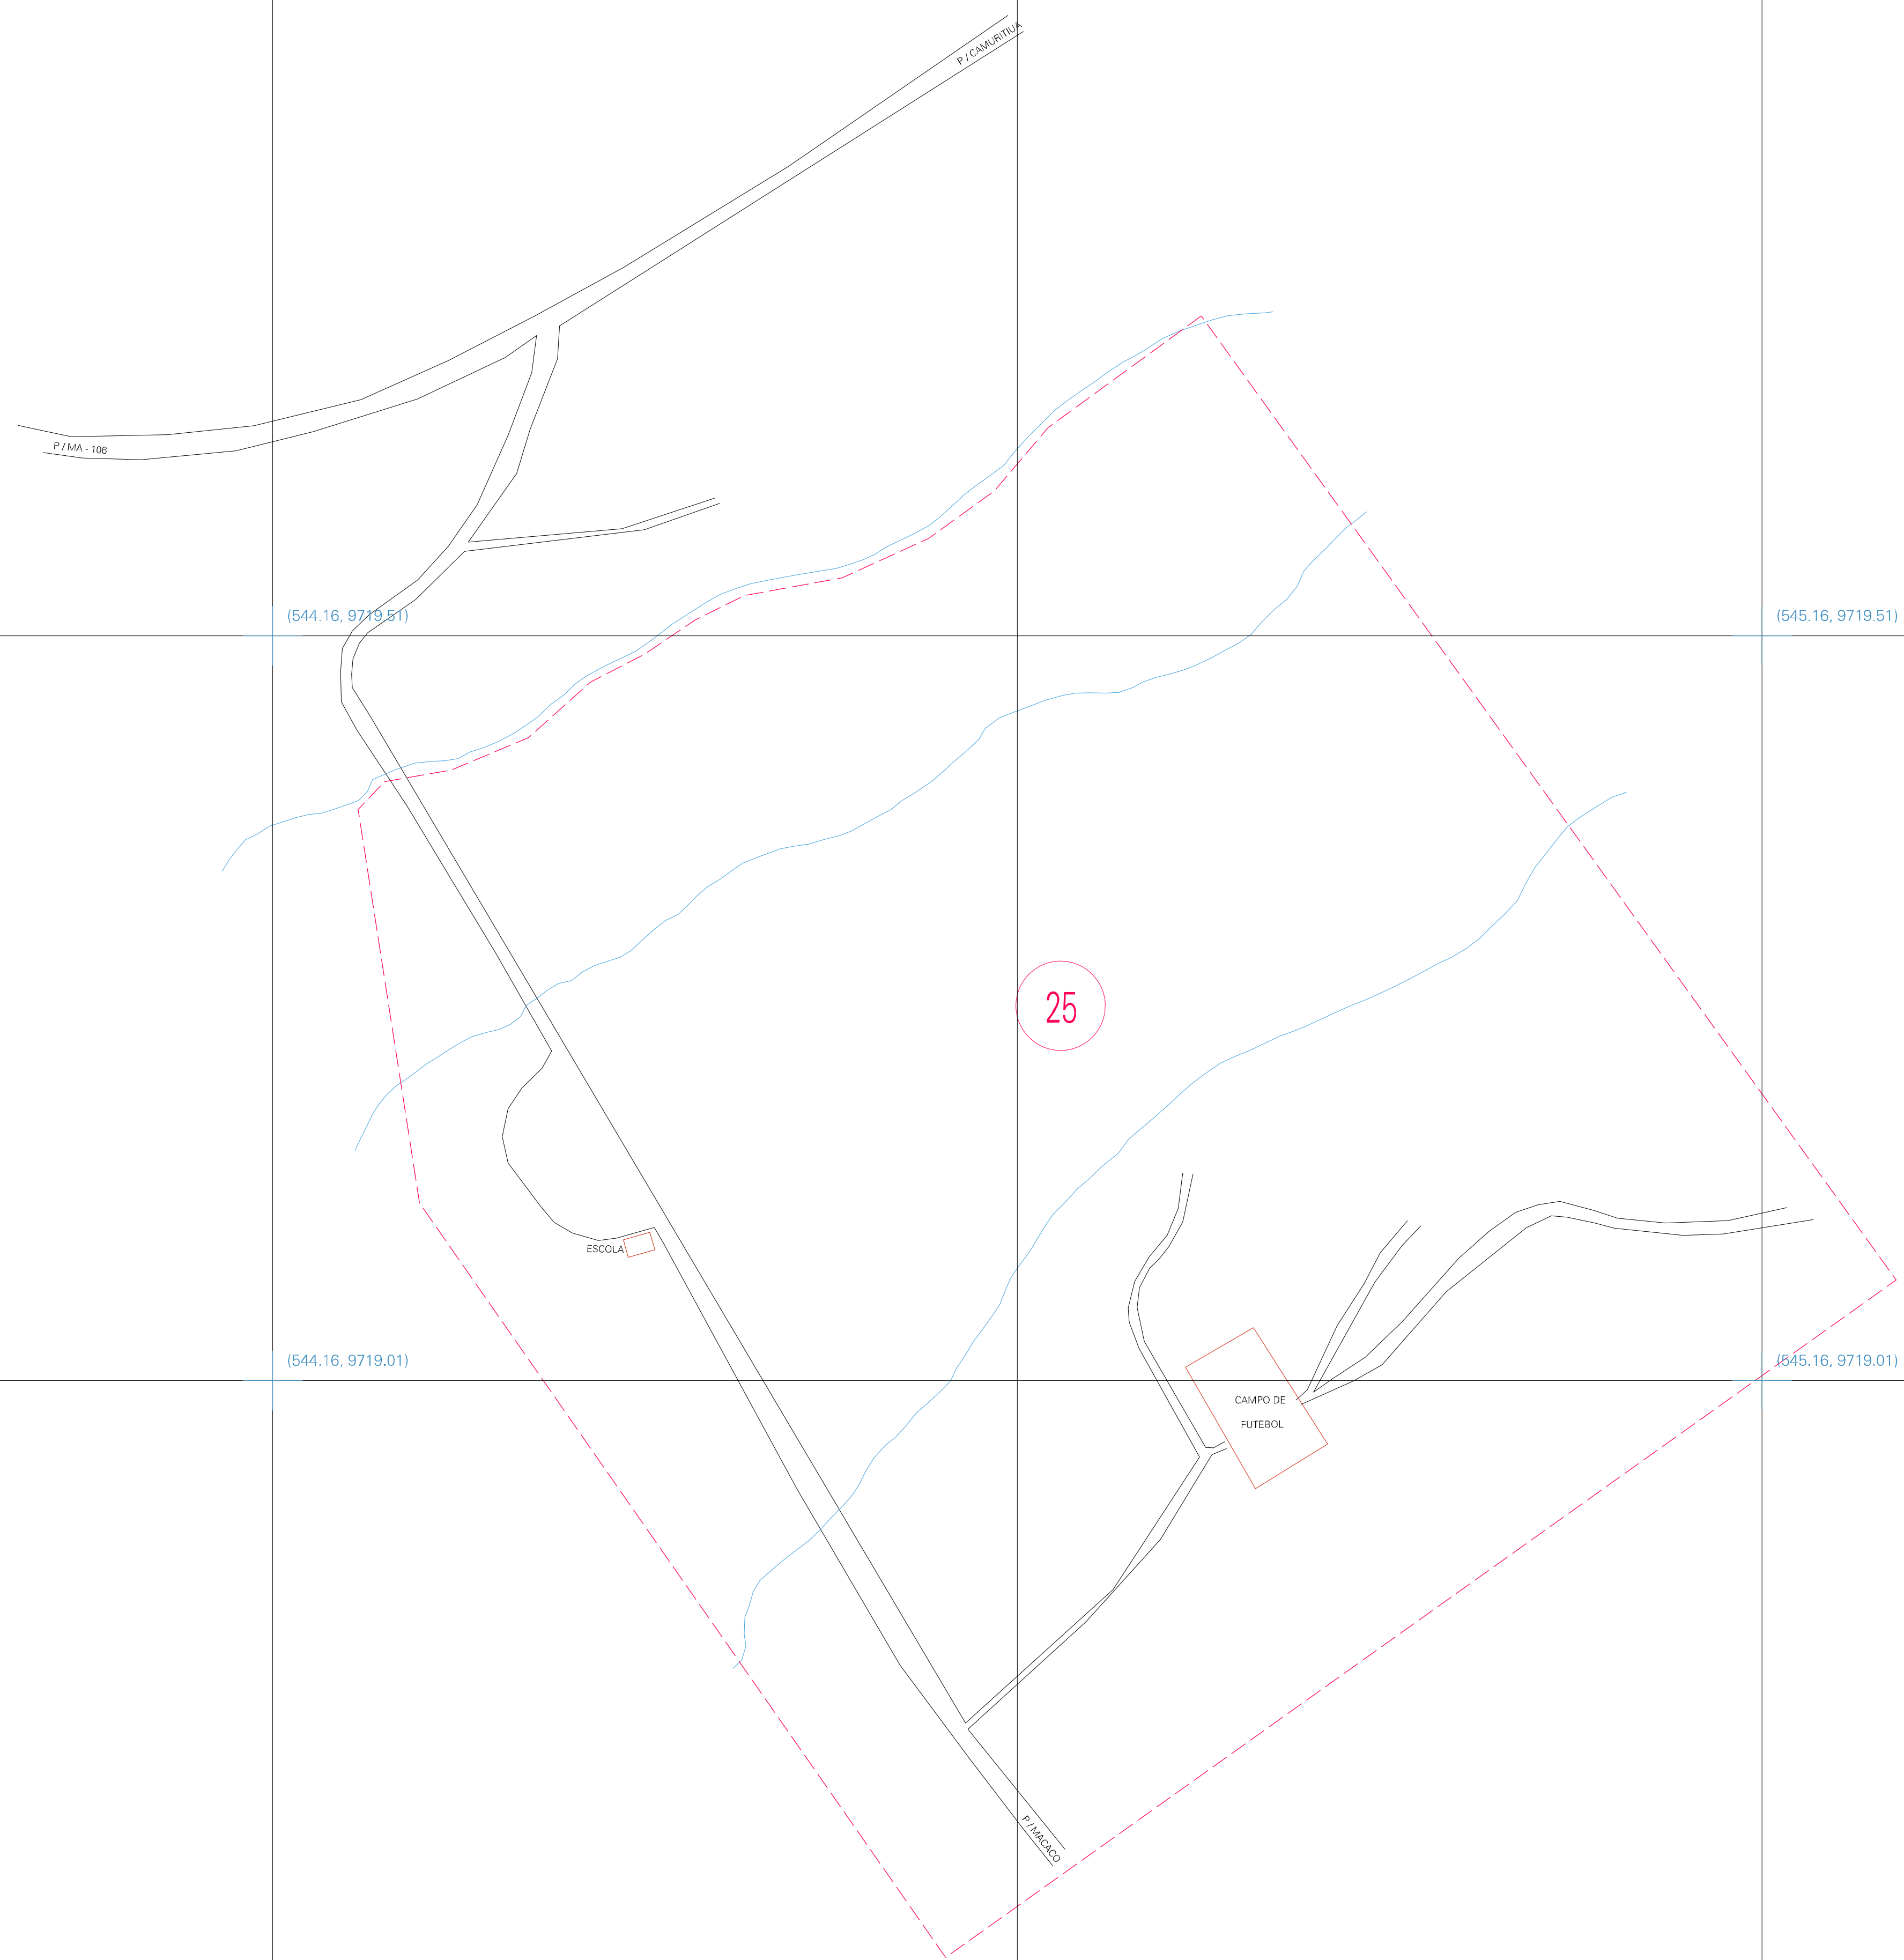 P / CAMURITIUA
P / MA - 106
(544.16, 9719.51)
(545.16, 9719.51)
25
ESCOLA
(544.16, 9719.01)
(545.16, 9719.01)
CAMPO DE
FUTEBOL
P / MACACO